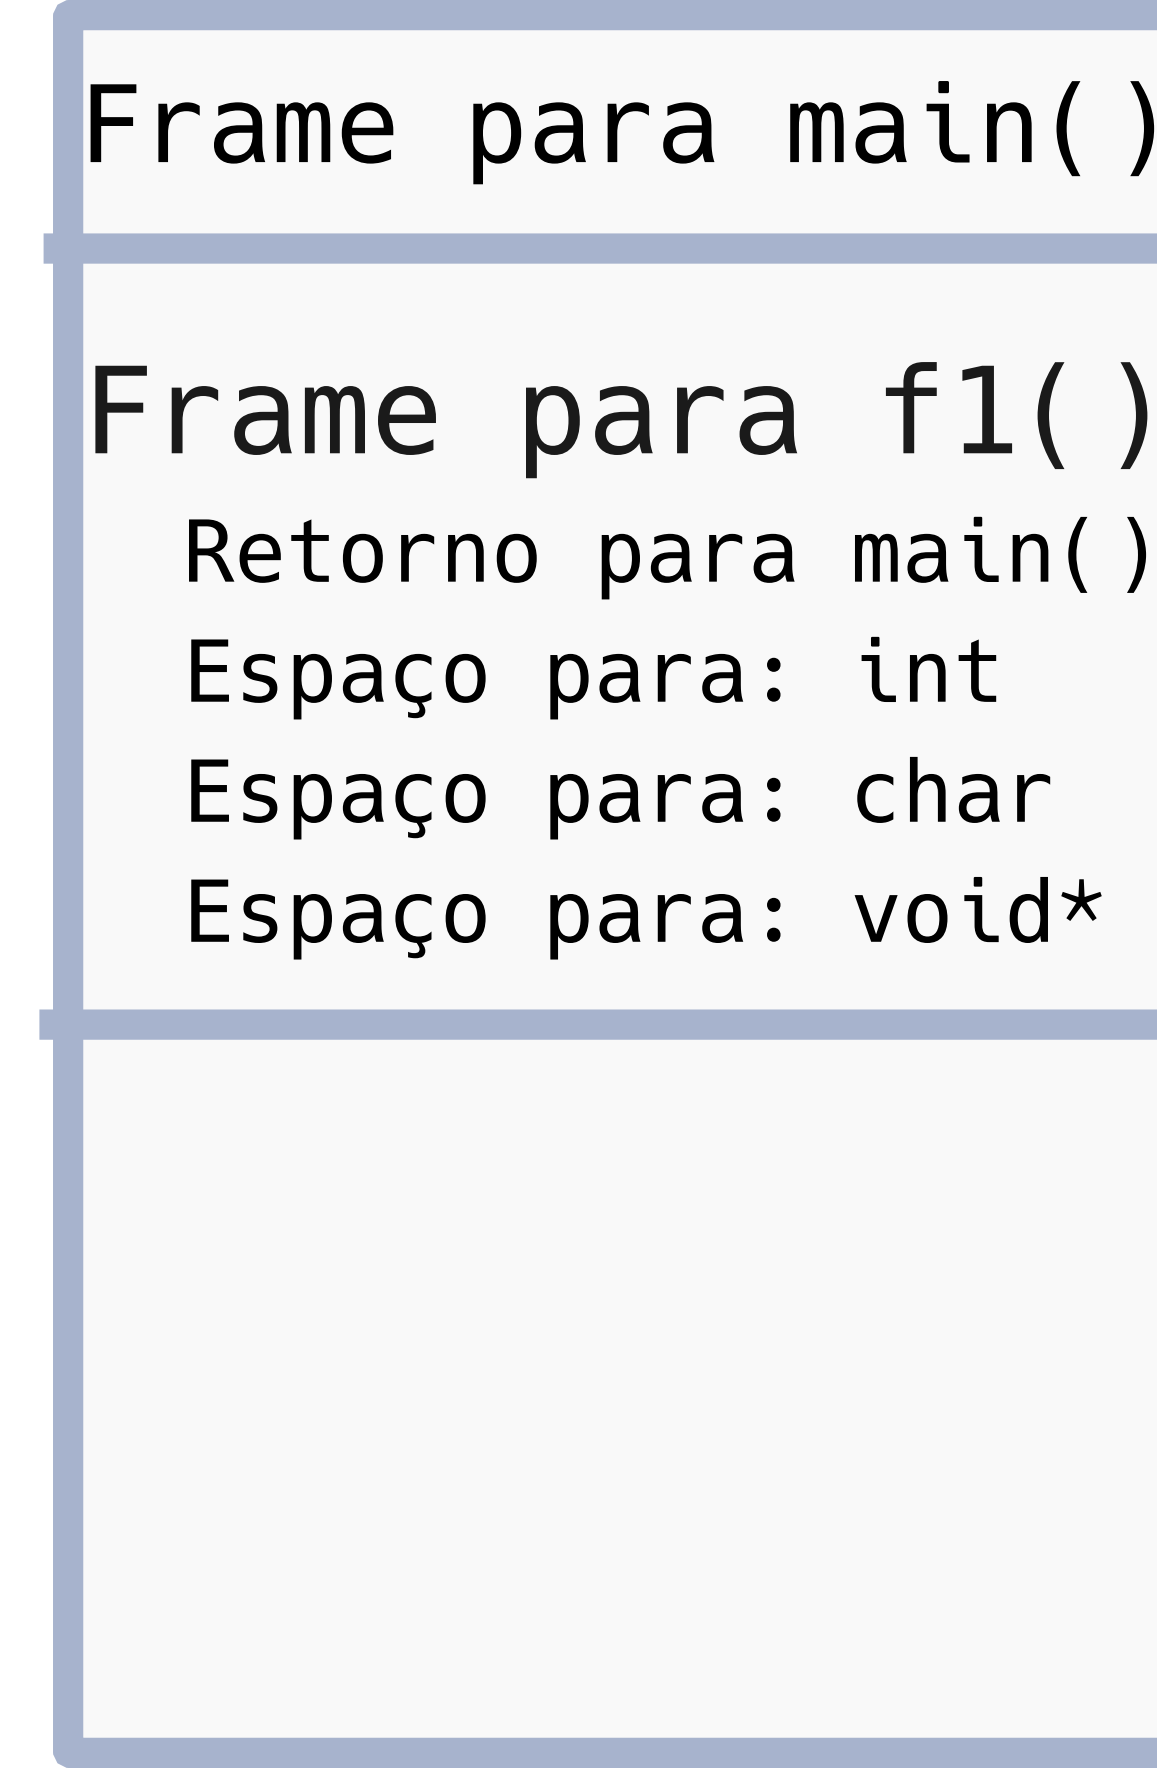 Frame para main()
Frame para f1()
Retorno para main()
Espaço para: int
Espaço para: char
Espaço para: void*